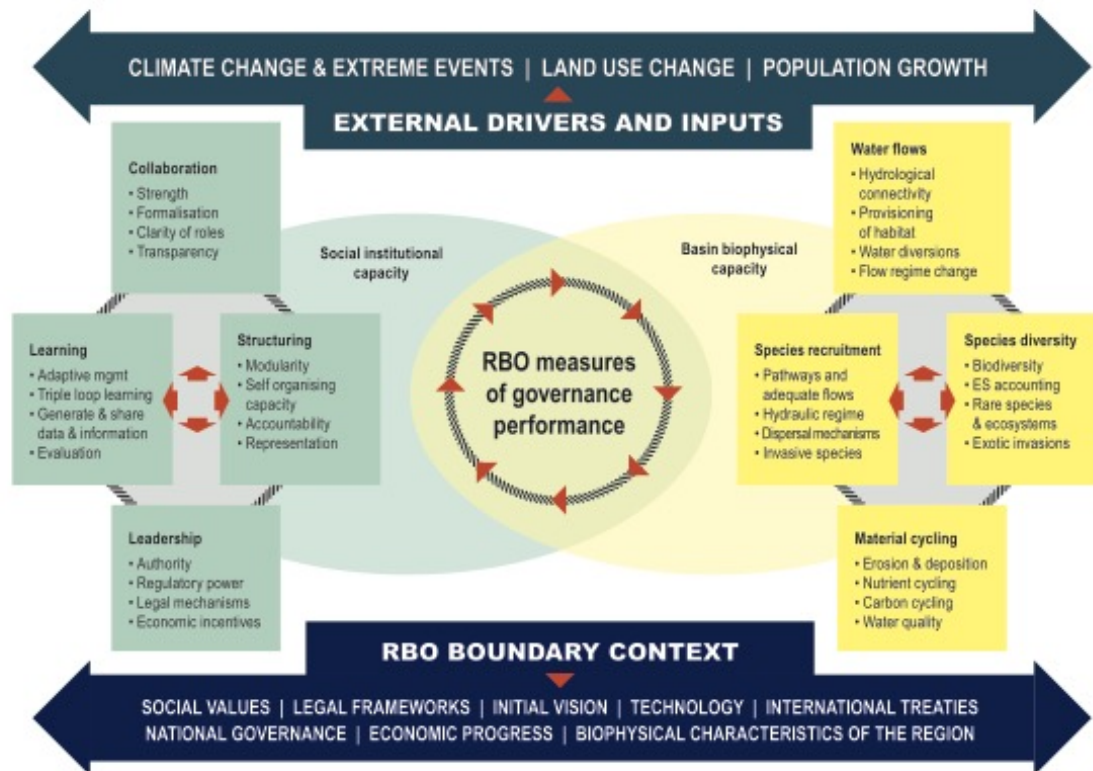 CLIMATE CHANGE & EXTREME EVENTS | LAND USE CHANGE | POPULATION GROWTH
EXTERNAL DRIVERS AND INPUTS
Collaboration
• Strength
• Formalisation
• Clarity of roles
• Transparency
Learning
• Adaptive mgmt
• Triple loop learning
• Generate & share
data & information
• Evaluation
Structuring
• Modularity
• Self organising
capacity
• Accountability
• Representation
Leadership
• Authority
• Regulatory power
• Legal mechanisms
• Economic incentives
Social institutional
capacity
RBO measures
of governance
performance
Basin biophysical
capacity
Water flows
• Hydrological
connectivity
• Provisioning
of habitat
• Water diversions
• Flow regime change
Species recruitment
• Pathways and
adequate flows
• Hydraulic regime
• Dispersal mechanisms
• Invasive species
Species diversity
• Biodiversity
• ES accounting
• Rare species
& ecosystems
• Exotic invasions
Material cycling
• Erosion & deposition
• Nutrient cycling
• Carbon cycling
• Water quality
RBO BOUNDARY CONTEXT
SOCIAL VALUES | LEGAL FRAMEWORKS | INITIAL VISION | TECHNOLOGY | INTERNATIONAL TREATIES
NATIONAL GOVERNANCE | ECONOMIC PROGRESS | BIOPHYSICAL CHARACTERISTICS OF THE REGION